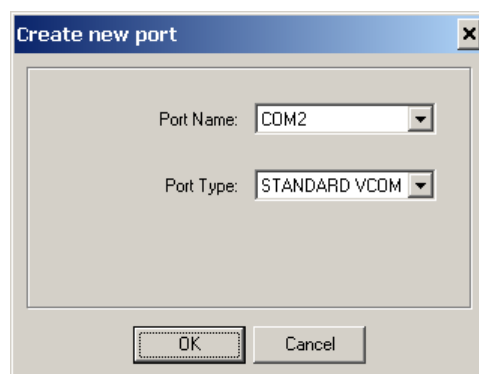 Create new port
Port Name: COM2
Port Type: STANDARD VCOM
OK Cancel